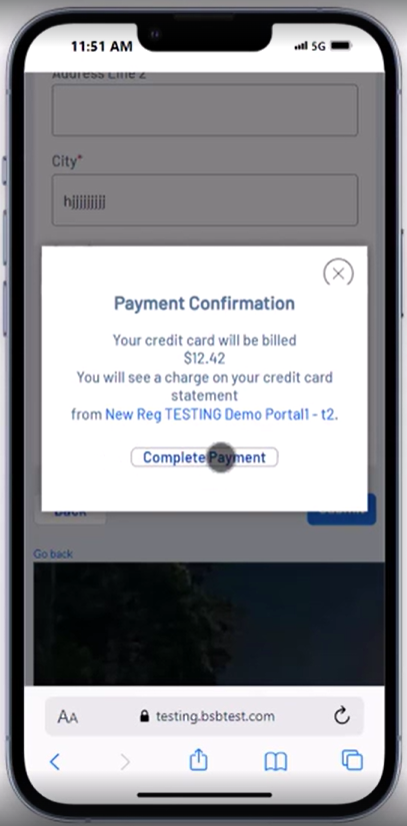 11:51 AM
5G
Address Line 2
City*
hjjjjjjjjj
Payment Confirmation
Your credit card will be billed
$12.42
You will see a charge on your credit card
statement
from New Reg TESTING Demo Portal1 - t2.
Complete Payment
Back
Go back
AA
testing.bsbtest.com